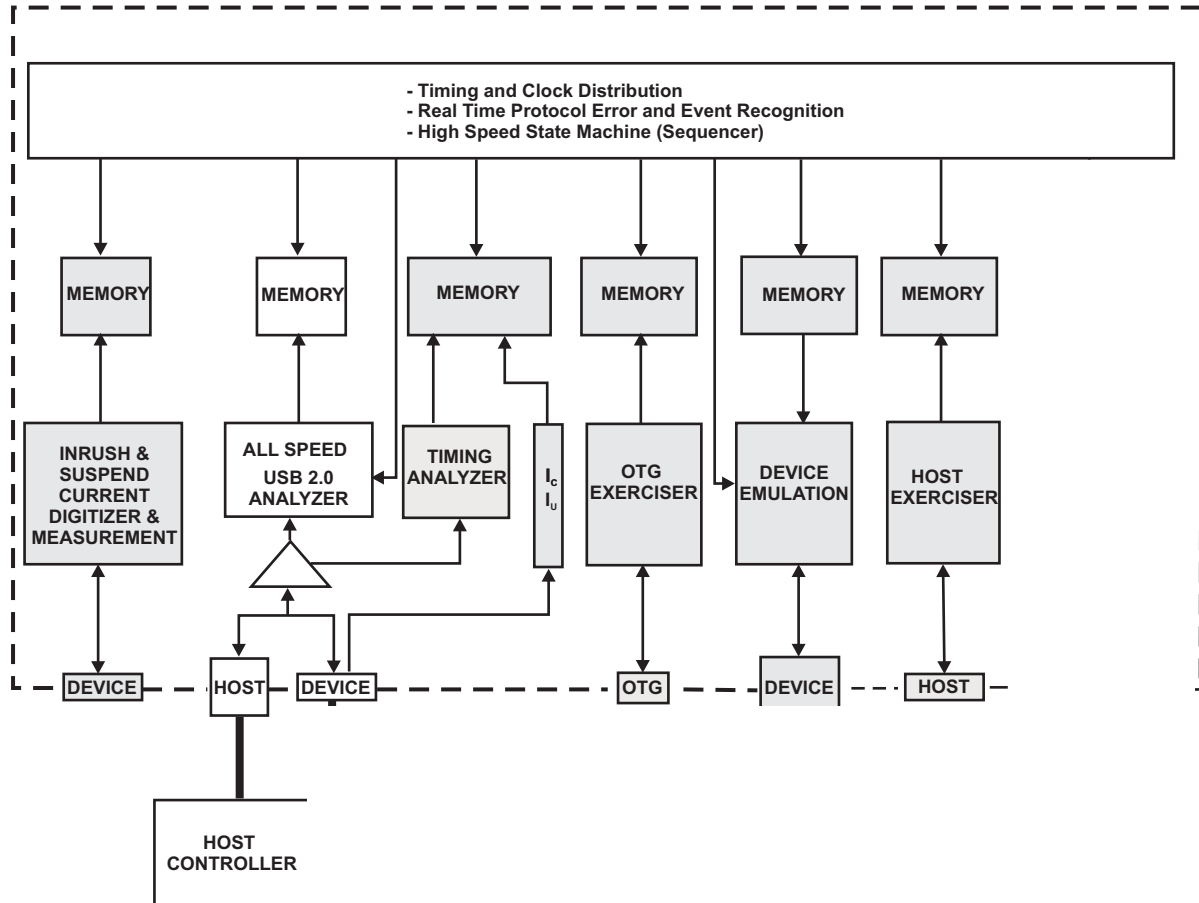 - Timing and Clock Distribution
- Real Time Protocol Error and Event Recognition
- High Speed State Machine (Sequencer)
MEMORY
MEMORY
MEMORY
MEMORY
MEMORY
MEMORY
INRUSH &
SUSPEND
CURRENT
DIGITIZER &
MEASUREMENT
ALL SPEED
USB 2.0
ANALYZER
TIMING
ANALYZER
Ic
Iu
OTG
EXERCISER
DEVICE
EMULATION
HOST
EXERCISER
DEVICE
HOST
DEVICE
OTG
DEVICE
HOST
HOST
CONTROLLER